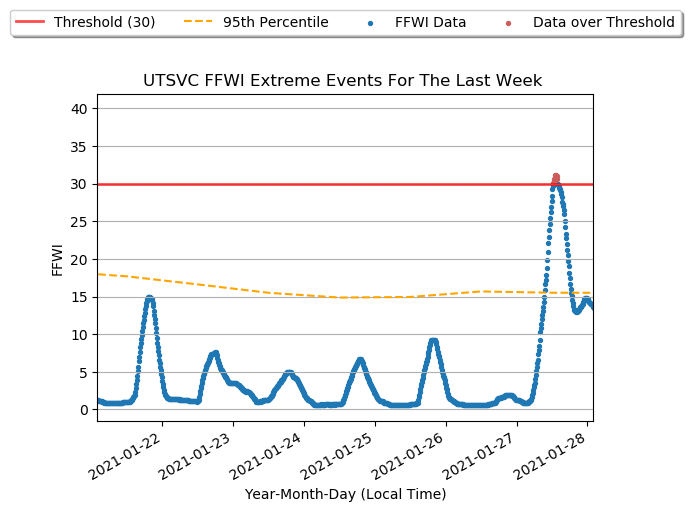 Threshold (30) 95th Percentile FFWI Data Data over Threshold
UTSVC FFWI Extreme Events For The Last Week
40
35
30
25
20
15
10
5
0
FFWI
2021-01-22 2021-01-23 2021-01-24 2021-01-25 2021-01-26 2021-01-27 2021-01-28
Year-Month-Day (Local Time)